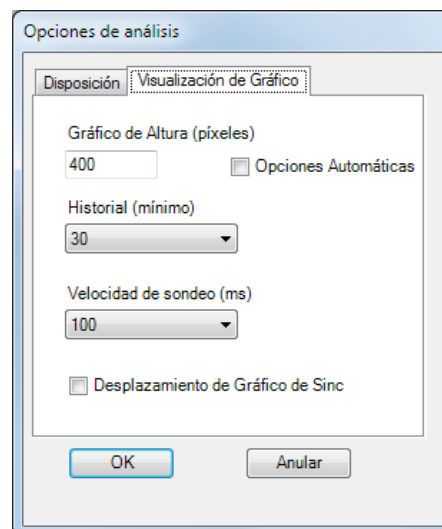 Opciones de análisis
Disposición Visualización de Gráfico
Gráfico de Altura (píxeles)
400 Opciones Automáticas
Historial (mínimo)
30
Velocidad de sondeo (ms)
100
Desplazamiento de Gráfico de Sinc
OK Anular